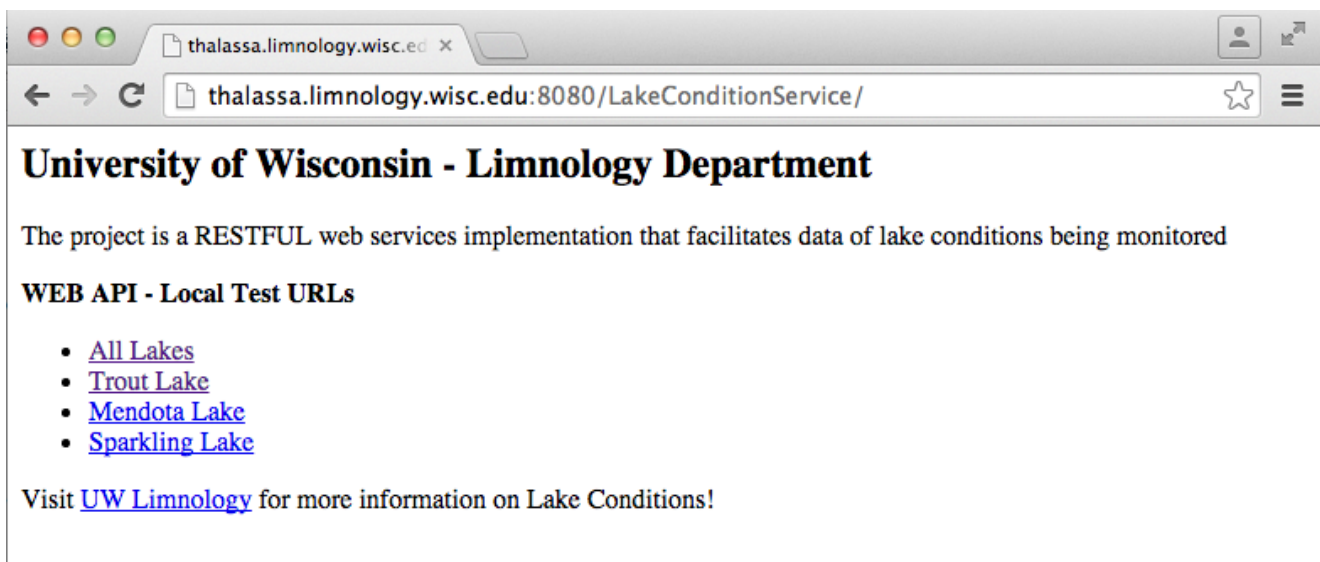 thalassa.limnology.wisc.ed
thalassa.limnology.wisc.edu:8080/LakeConditionService/
University of Wisconsin - Limnology Department
The project is a RESTFUL web services implementation that facilitates data of lake conditions being monitored
WEB API - Local Test URLs
• All Lakes
• Trout Lake
• Mendota Lake
• Sparkling Lake
Visit UW Limnology for more information on Lake Conditions!